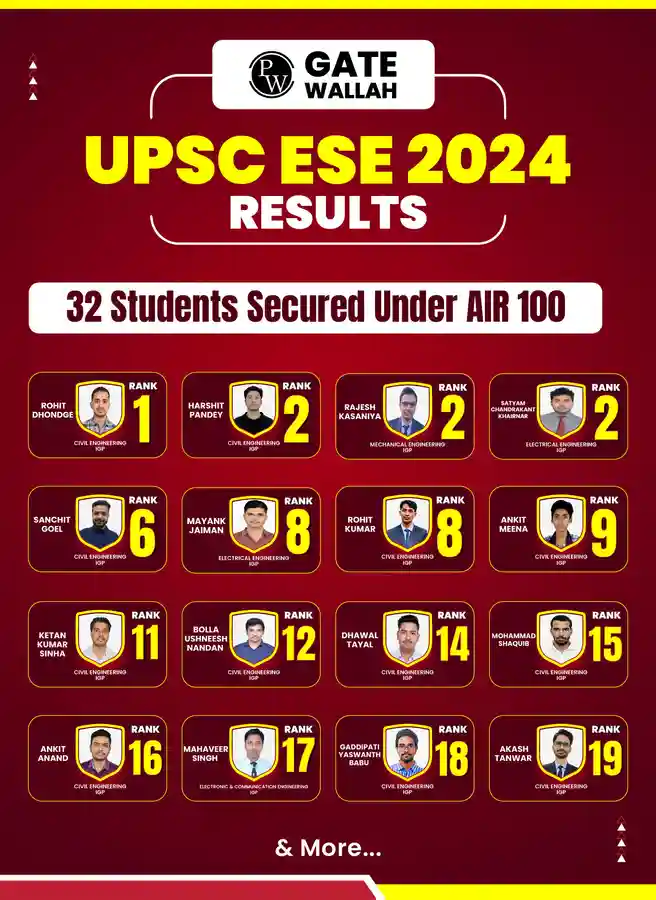 PW
GATE
WALLAH
UPSC ESE 2024
RESULTS
32 Students Secured Under AIR 100
ROHIT
DHONDGE
RANK
1
CIVIL ENGINEERING
IGP
HARSHIT
PANDEY
RANK
2
CIVIL ENGINEERING
IGP
RAJESH
KASANIYA
RANK
2
MECHANICAL ENGINEERING
IGP
SATYAM
CHANDRAKANT
KHAIRNAR
RANK
2
ELECTRICAL ENGINEERING
IGP
SANCHIT
GOEL
RANK
6
CIVIL ENGINEERING
IGP
MAYANK
JAIMAN
RANK
8
ELECTRICAL ENGINEERING
IGP
ROHIT
KUMAR
RANK
8
CIVIL ENGINEERING
IGP
ANKIT
MEENA
RANK
9
CIVIL ENGINEERING
IGP
KETAN
KUMAR
SINHA
RANK
11
CIVIL ENGINEERING
IGP
BOLLA
USHNEESH
NANDAN
RANK
12
CIVIL ENGINEERING
IGP
DHAWAL
TAYAL
RANK
14
CIVIL ENGINEERING
IGP
MOHAMMAD
SHAQUIB
RANK
15
CIVIL ENGINEERING
IGP
ANKIT
ANAND
RANK
16
CIVIL ENGINEERING
IGP
MAHAVEER
SINGH
RANK
17
ELECTRONIC & COMMUNICATION ENGINEERING
IGP
GADDIPATI
YASWANTH
BABU
RANK
18
CIVIL ENGINEERING
IGP
AKASH
TANWAR
RANK
19
CIVIL ENGINEERING
IGP
& More...